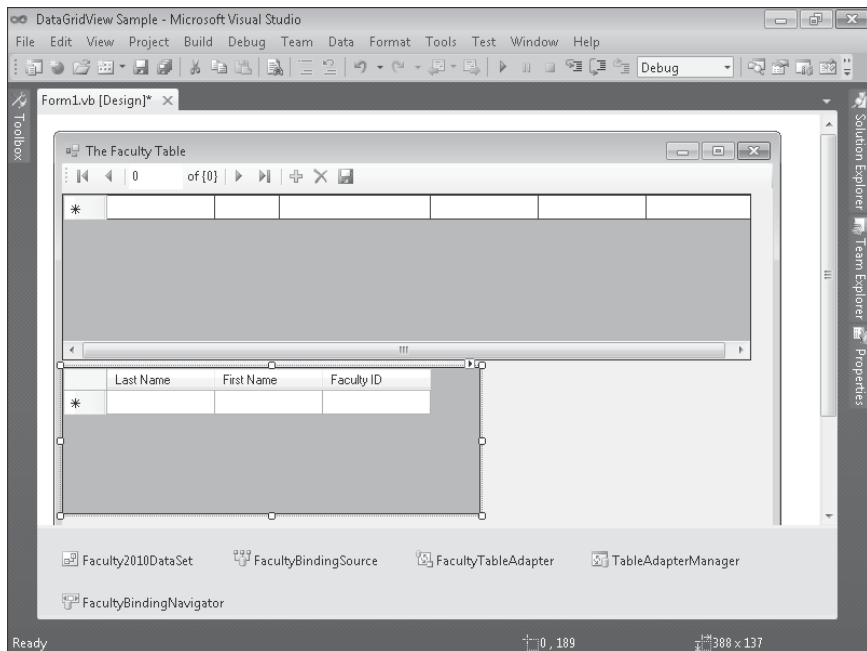 DataGridView Sample - Microsoft Visual Studio
File Edit View Project Build Debug Team Data Format Tools Test Window Help
Debug
Toolbox
Form1.vb [Design]*
Solution Explorer
Team Explorer
Properties
The Faculty Table
0 of {0}
Last Name First Name Faculty ID
Faculty2010DataSet FacultyBindingSource FacultyTableAdapter TableAdapterManager
FacultyBindingNavigator
Ready 0 , 189 388 x 137